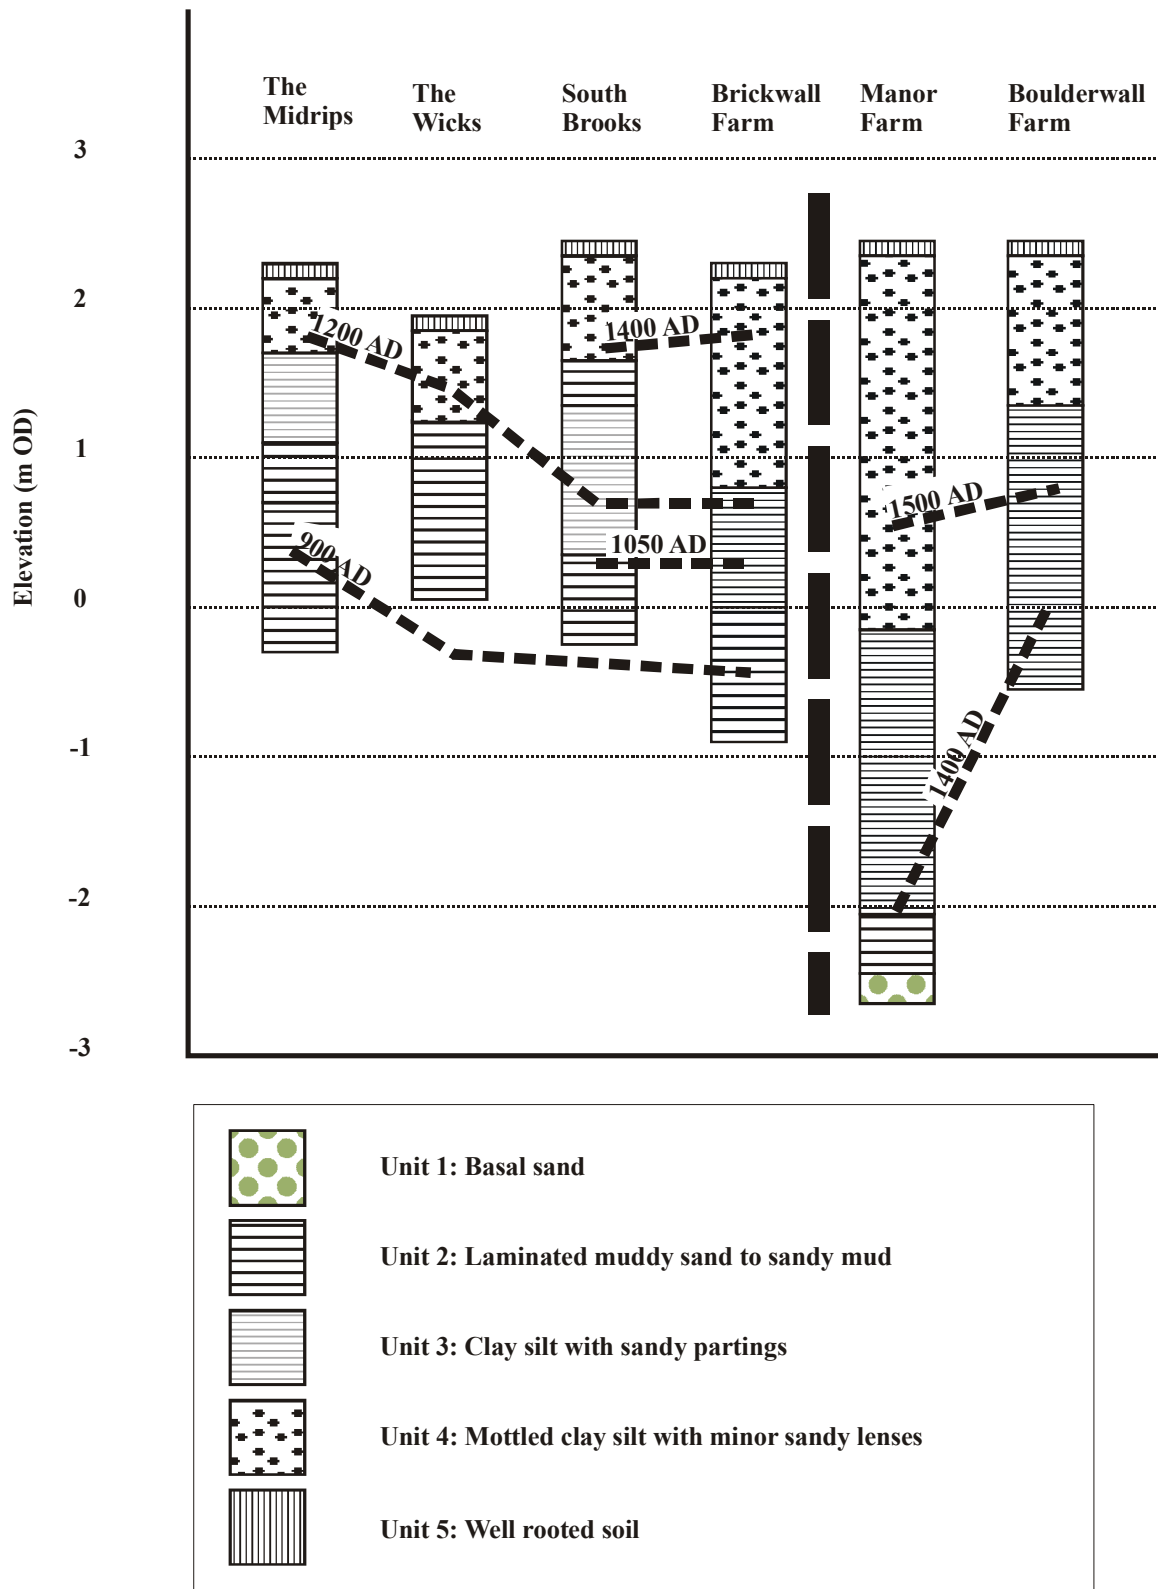 The
Midrips
The
Wicks
South
Brooks
Brickwall
Farm
Manor
Farm
Boulderwall
Farm
Elevation (m OD)
3
2
1
0
-1
-2
-3
1200 AD
1400 AD
900 AD
1050 AD
1500 AD
1400 AD
Unit 1: Basal sand
Unit 2: Laminated muddy sand to sandy mud
Unit 3: Clay silt with sandy partings
Unit 4: Mottled clay silt with minor sandy lenses
Unit 5: Well rooted soil